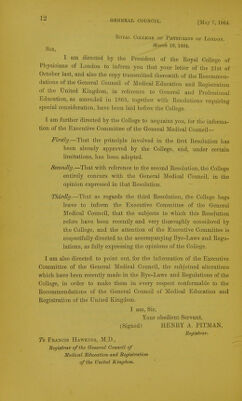 12 GENERAL COUNCIL. [May 7, 1864
ROYAL COLLEGE OF PHYSICIANS OF LONDON,
March 10, 1864.
SIR,
I am directed by the President of the Royal College of
Physicians of London to inform you that your letter of the 21st of
October last, and also the copy transmitted therewith of the Recommen-
dations of the General Council of Medical Education and Registration
of the United Kingdom, in reference to General and Professional
Education, as amended in 1863, together with Resolutions requiring
special consideration, have been laid before the College.
I am further directed by the College to acquaint you, for the informa-
tion of the Executive Committee of the General Medical Council—
Firstly.—That the principle involved in the first Resolution has
been already approved by the College, and, under certain
limitations, has been adopted.
Secondly.—That with reference to the second Resolution, the College
entirely concurs with the General Medical Council, in the
opinion expressed in that Resolution.
Thirdly.—That as regards the third Resolution, the College begs
leave to inform the Executive Committee of the General
Medical Council, that the subjects to which this Resolution
refers have been recently and very thoroughly considered by
the College, and the attention of the Executive Committee is
respectfully directed to the accompanying Bye-Laws and Regu-
lations, as fully expressing the opinions of the College.
I am also directed to point out, for the information of the Executive
Committee of the General Medical Council, the subjoined alterations
which have been recently made in the Bye-Laws and Regulations of the
College, in order to make them in every respect conformable to the
Recommendations of the General Council of Medical Education and
Registration of the United Kingdom.
I am, Sir,
Your obedient Servant,
(Signed) HENRY A. PITMAN,
Registrar.
To FRANCIS HAWKINS, M.D.,
Registrar of the General Council of
Medical Education and Registration
of the United Kingdom.